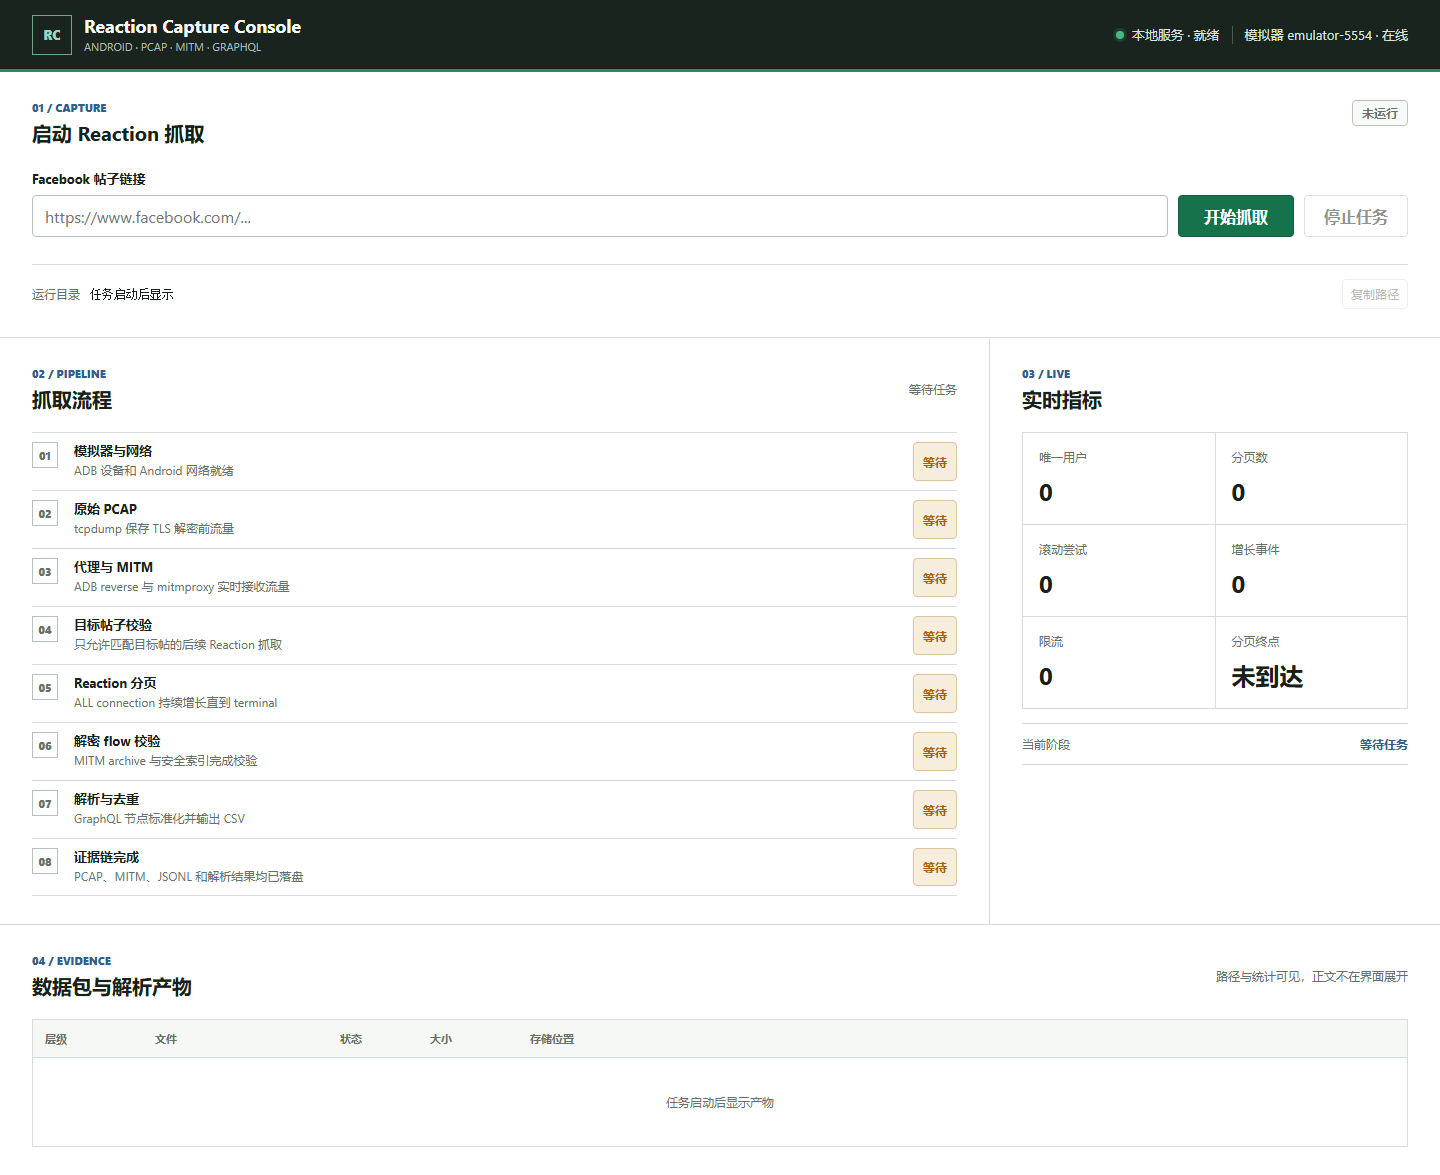 RC
Reaction Capture Console
ANDROID · PCAP · MITM · GRAPHQL
本地服务 · 就绪
模拟器 emulator-5554 · 在线
01 / CAPTURE
启动 Reaction 抓取
未运行
Facebook 帖子链接
https://www.facebook.com/...
开始抓取
停止任务
运行目录 任务启动后显示
复制路径
02 / PIPELINE
抓取流程
等待任务
01
模拟器与网络
ADB 设备和 Android 网络就绪
等待
02
原始 PCAP
tcpdump 保存 TLS 解密前流量
等待
03
代理与 MITM
ADB reverse 与 mitmproxy 实时接收流量
等待
04
目标帖子校验
只允许匹配目标帖的后续 Reaction 抓取
等待
05
Reaction 分页
ALL connection 持续增长直到 terminal
等待
06
解密 flow 校验
MITM archive 与安全索引完成校验
等待
07
解析与去重
GraphQL 节点标准化并输出 CSV
等待
08
证据链完成
PCAP、MITM、JSONL 和解析结果均已落盘
等待
03 / LIVE
实时指标
唯一用户
0
分页数
0
滚动尝试
0
增长事件
0
限流
0
分页终点
未到达
当前阶段
等待任务
04 / EVIDENCE
数据包与解析产物
路径与统计可见，正文不在界面展开
层级 文件 状态 大小 存储位置
任务启动后显示产物